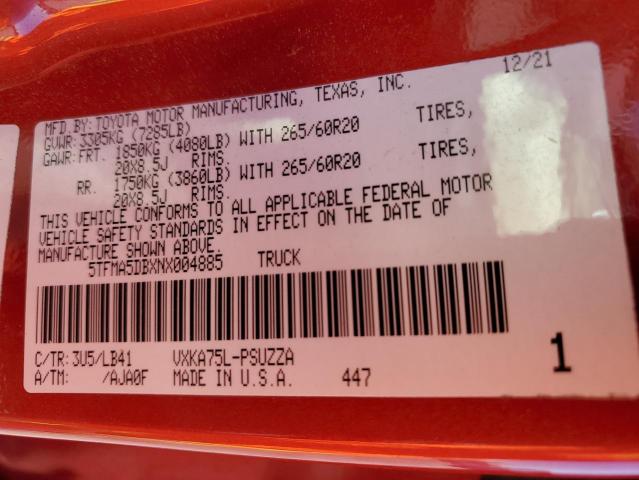 MFD.BY: TOYOTA MOTOR MANUFACTURING, TEXAS, INC. 12/21
GVWR: 3305KG (7285LB)
GAWR: FRT. 1850KG (4080LB) WITH 265/60R20 TIRES,
20X8.5J RIMS.
RR. 1750KG (3860LB) WITH 265/60R20 TIRES,
20X8.5J RIMS.
THIS VEHICLE CONFORMS TO ALL APPLICABLE FEDERAL MOTOR
VEHICLE SAFETY STANDARDS IN EFFECT ON THE DATE OF
MANUFACTURE SHOWN ABOVE
5TFMA5DBXNX004885 TRUCK
C/TR: 3U5/LB41 VXKA75L-PSUZZA
A/TM: /AJA0F MADE IN U.S.A. 447 1